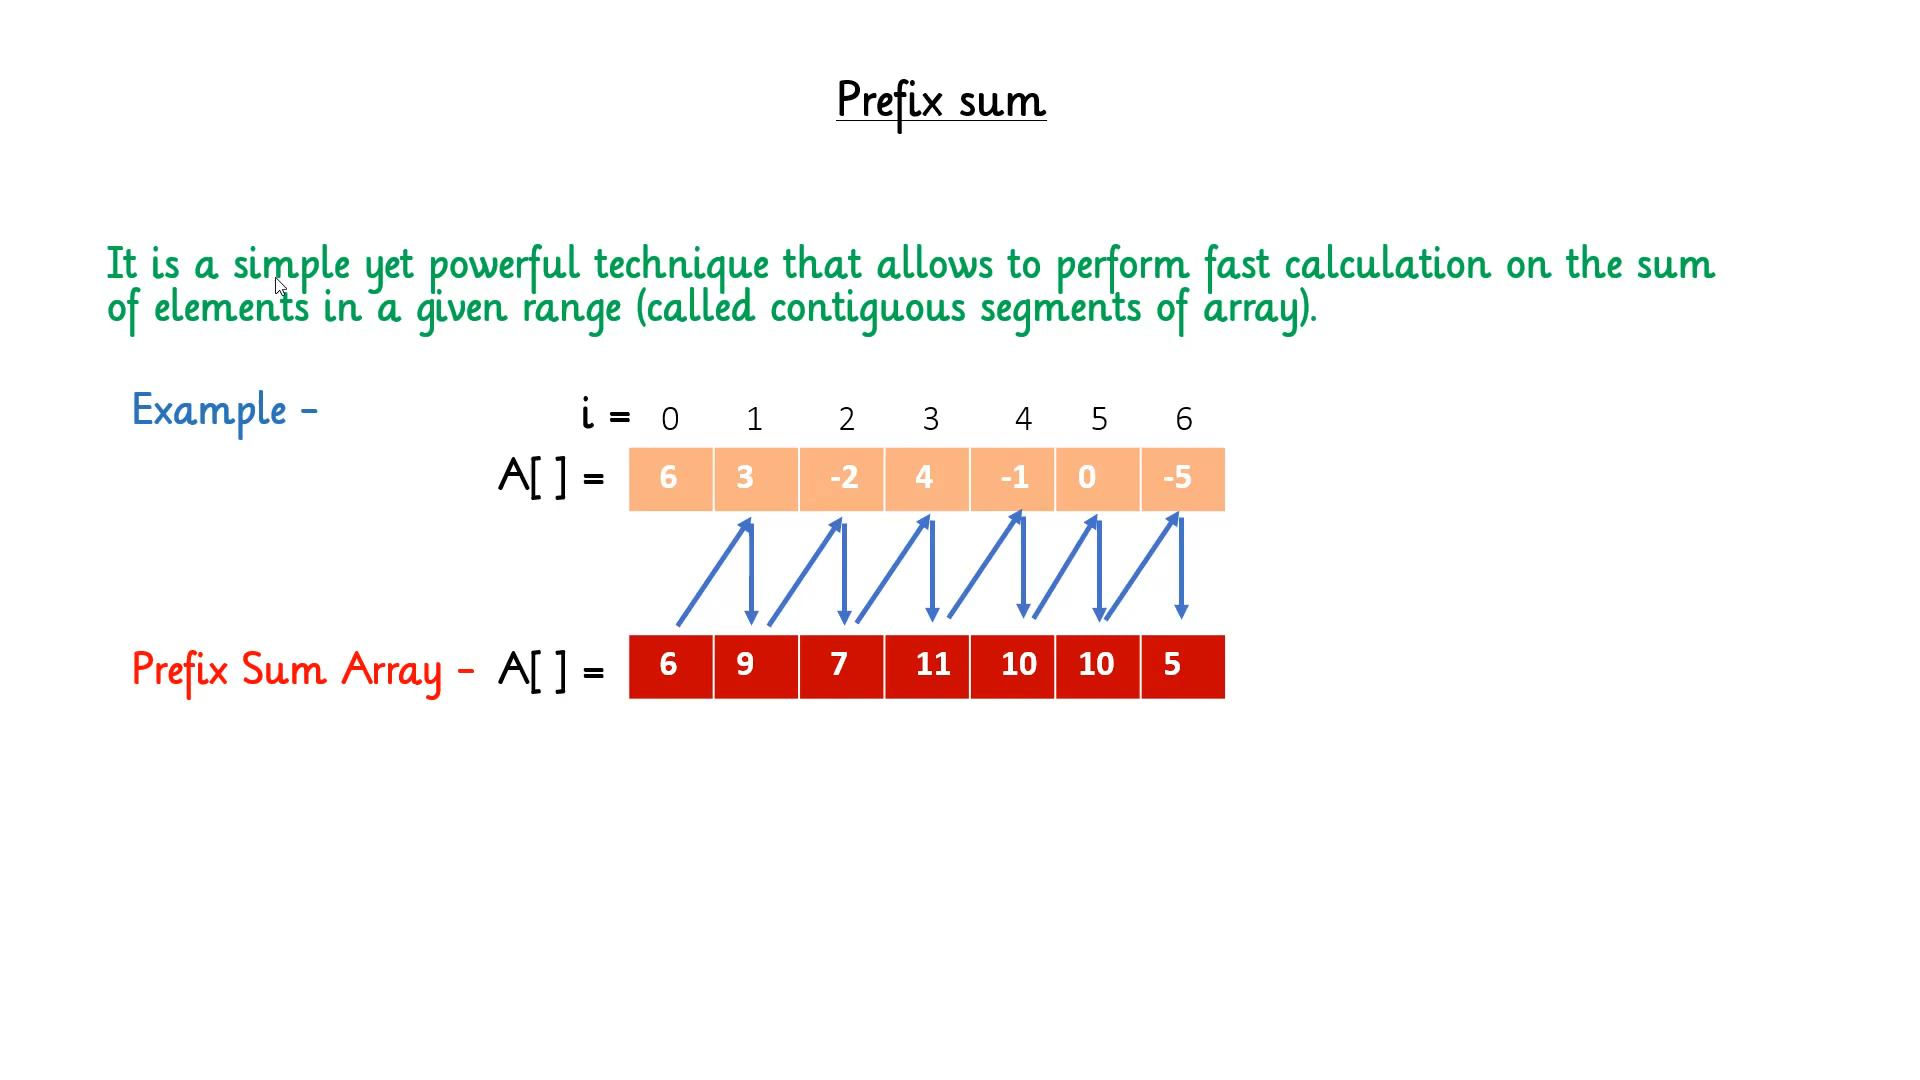 Prefix sum
It is a simple yet powerful technique that allows to perform fast calculation on the sum
of elements in a given range (called contiguous segments of array).
Example - i = 0 1 2 3 4 5 6
A[ ] = 6 3 -2 4 -1 0 -5
Prefix Sum Array - A[ ] = 6 9 7 11 10 10 5